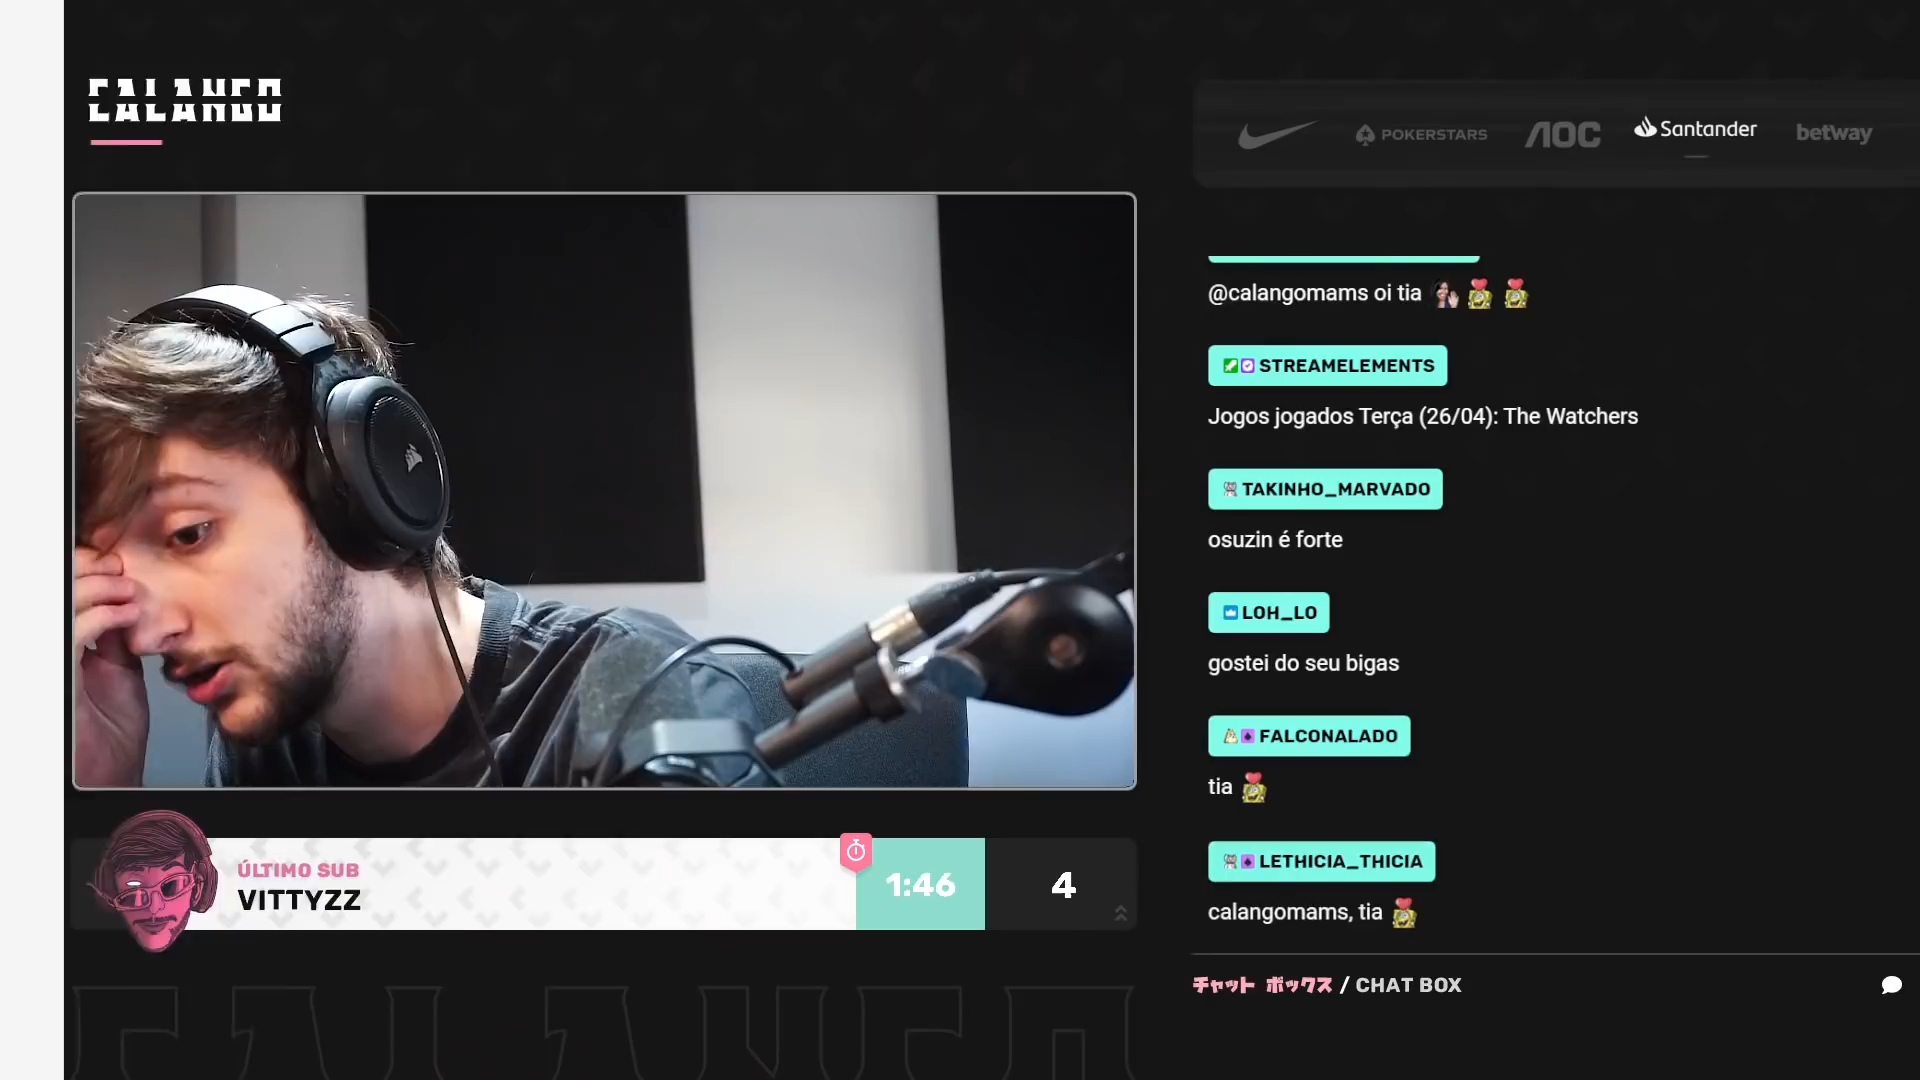 CALANGO
POKERSTARS
AOC
Santander
betway
@calangomams oi tia
STREAMELEMENTS
Jogos jogados Terça (26/04): The Watchers
TAKINHO_MARVADO
osuzin é forte
LOH_LO
gostei do seu bigas
FALCONALADO
tia
LETHICIA_THICIA
calangomams, tia
ÚLTIMO SUB
VITTYZZ
1:46
4
チャット ボックス / CHAT BOX
CALANGO